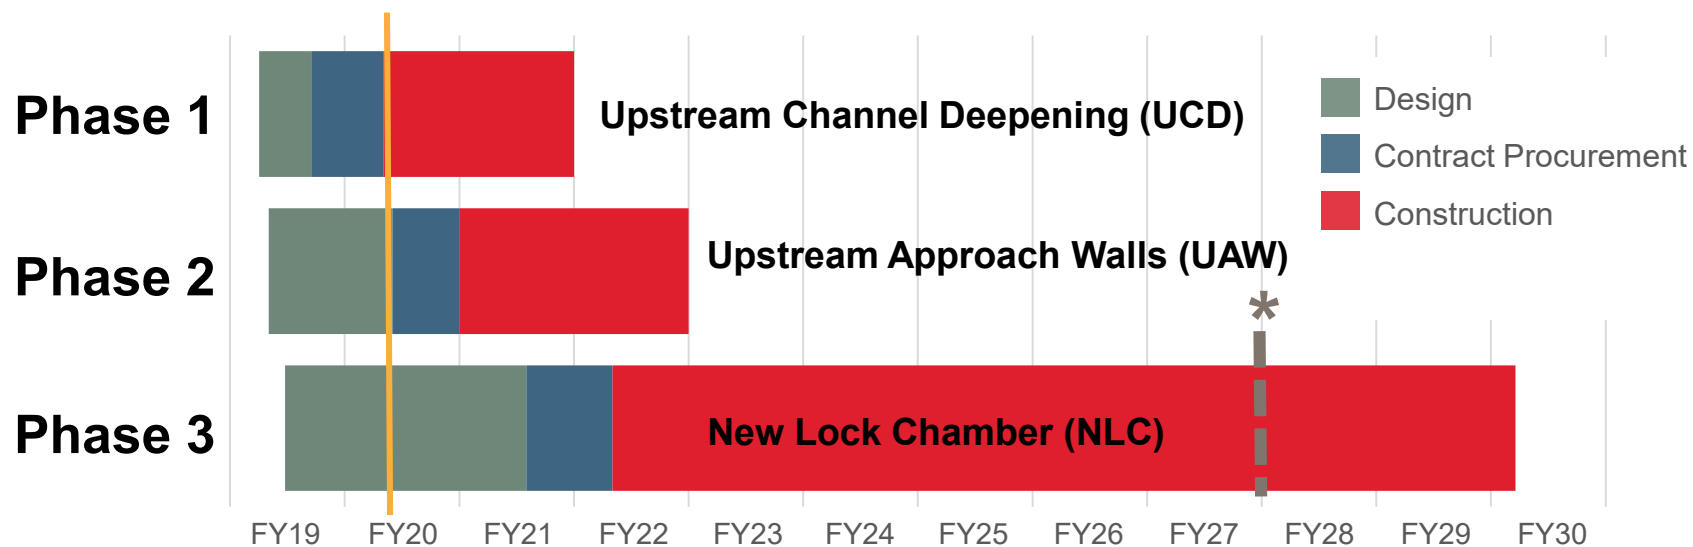 Phase 1
Upstream Channel Deepening (UCD)
Design
Contract Procurement
Construction
Phase 2
Upstream Approach Walls (UAW)
*
Phase 3
New Lock Chamber (NLC)
FY19 FY20 FY21 FY22 FY23 FY24 FY25 FY26 FY27 FY28 FY29 FY30